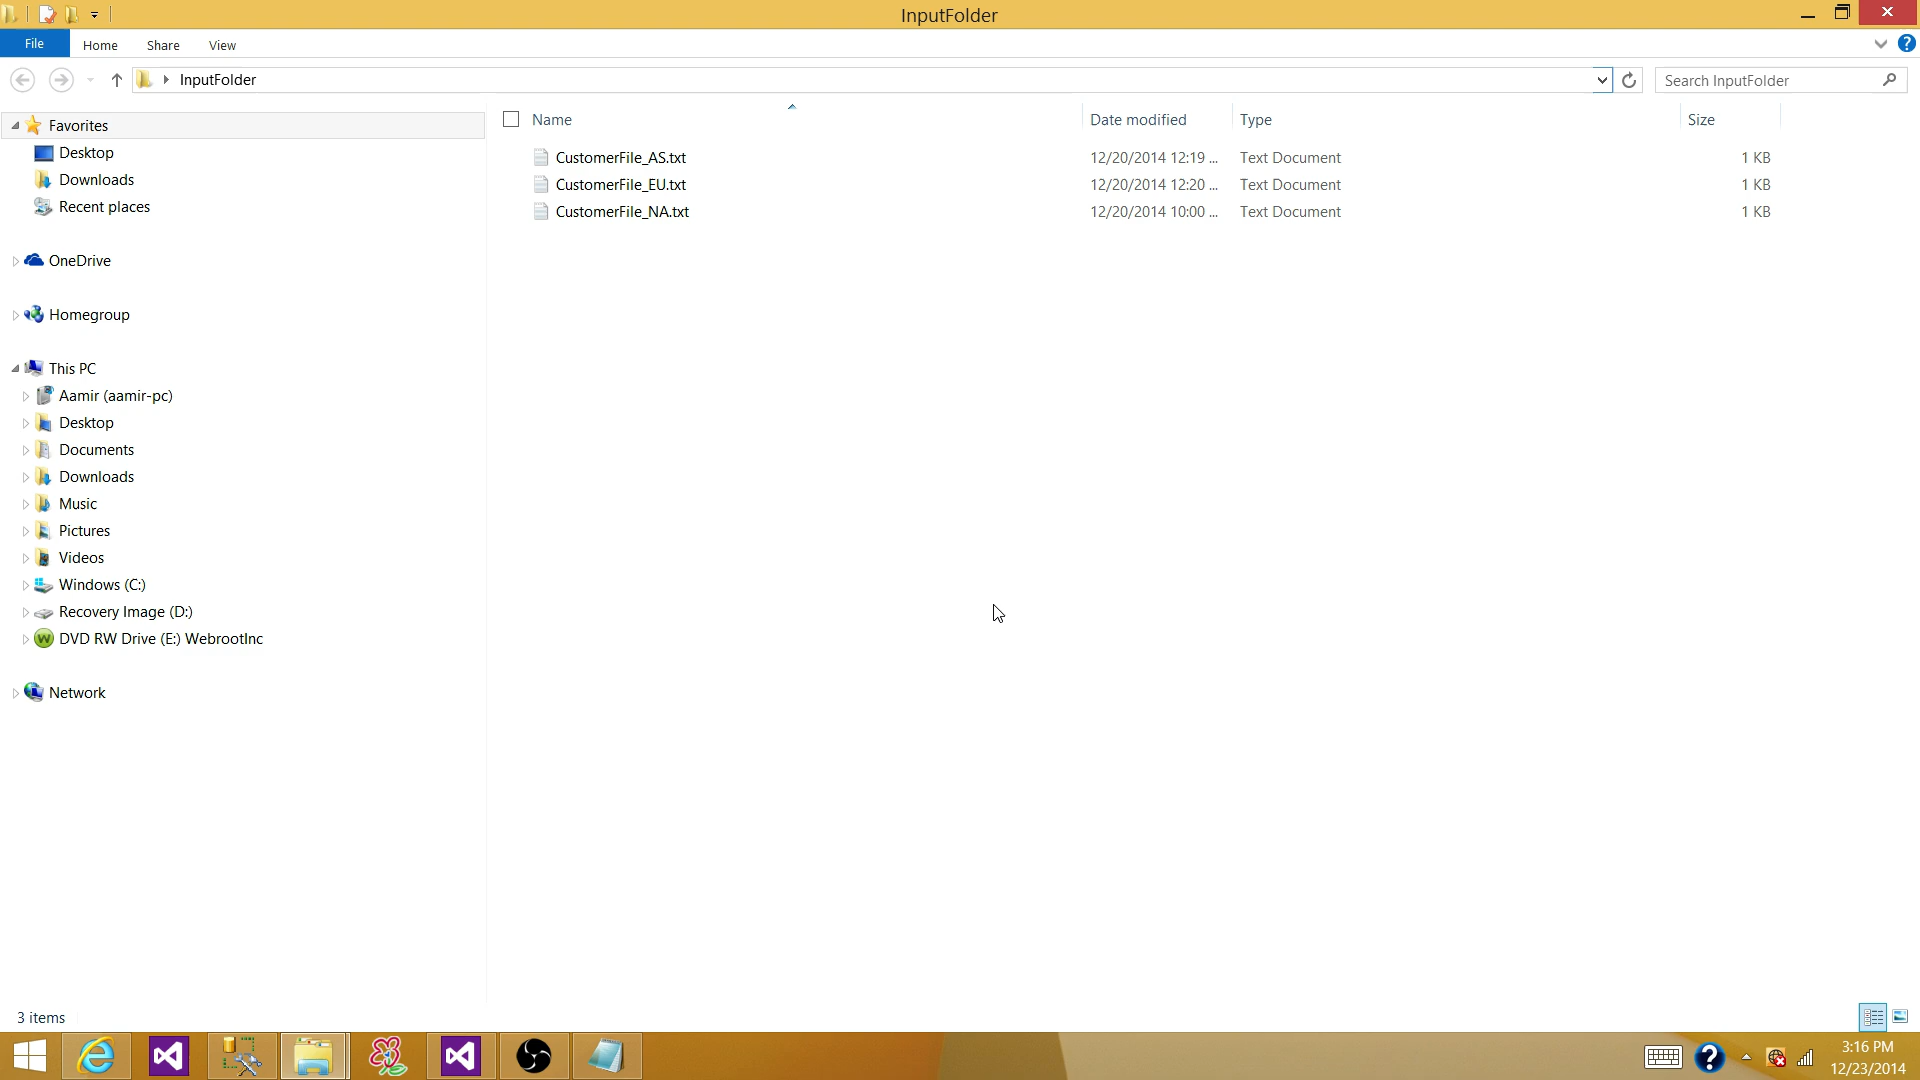 InputFolder
File Home Share View
InputFolder
Search InputFolder
Name Date modified Type Size
CustomerFile_AS.txt 12/20/2014 12:19 ... Text Document 1 KB
CustomerFile_EU.txt 12/20/2014 12:20 ... Text Document 1 KB
CustomerFile_NA.txt 12/20/2014 10:00 ... Text Document 1 KB
Favorites
Desktop
Downloads
Recent places
OneDrive
Homegroup
This PC
Aamir (aamir-pc)
Desktop
Documents
Downloads
Music
Pictures
Videos
Windows (C:)
Recovery Image (D:)
DVD RW Drive (E:) WebrootInc
Network
3 items
3:16 PM
12/23/2014